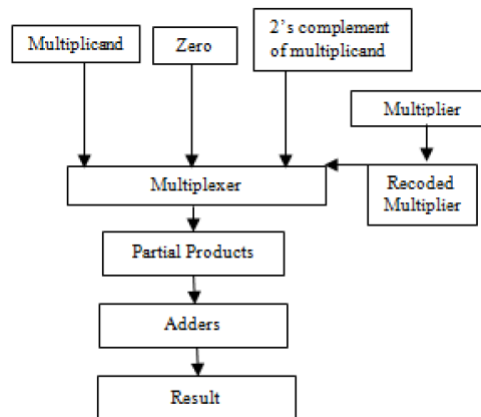 Multiplicand
Zero
2's complement
of multiplicand
Multiplier
Multiplexer
Recoded
Multiplier
Partial Products
Adders
Result